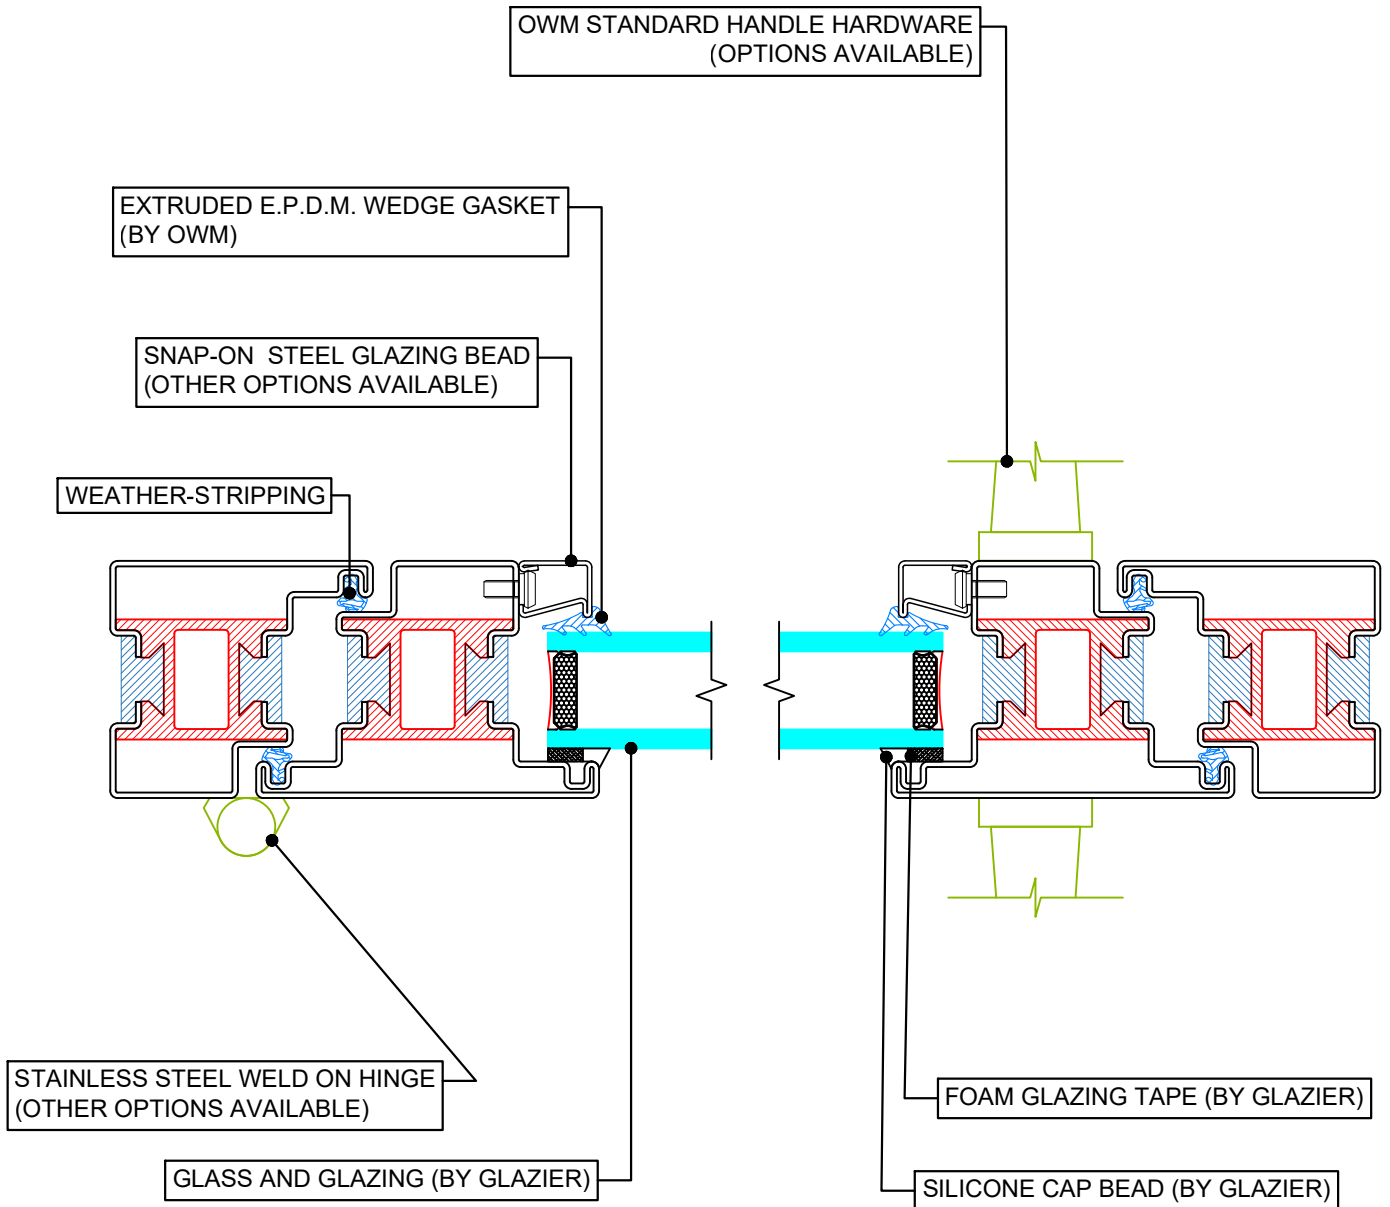 OWM STANDARD HANDLE HARDWARE
(OPTIONS AVAILABLE)
EXTRUDED E.P.D.M. WEDGE GASKET
(BY OWM)
SNAP-ON  STEEL GLAZING BEAD
(OTHER OPTIONS AVAILABLE)
WEATHER-STRIPPING
STAINLESS STEEL WELD ON HINGE
(OTHER OPTIONS AVAILABLE)
FOAM GLAZING TAPE (BY GLAZIER)
GLASS AND GLAZING (BY GLAZIER)
SILICONE CAP BEAD (BY GLAZIER)